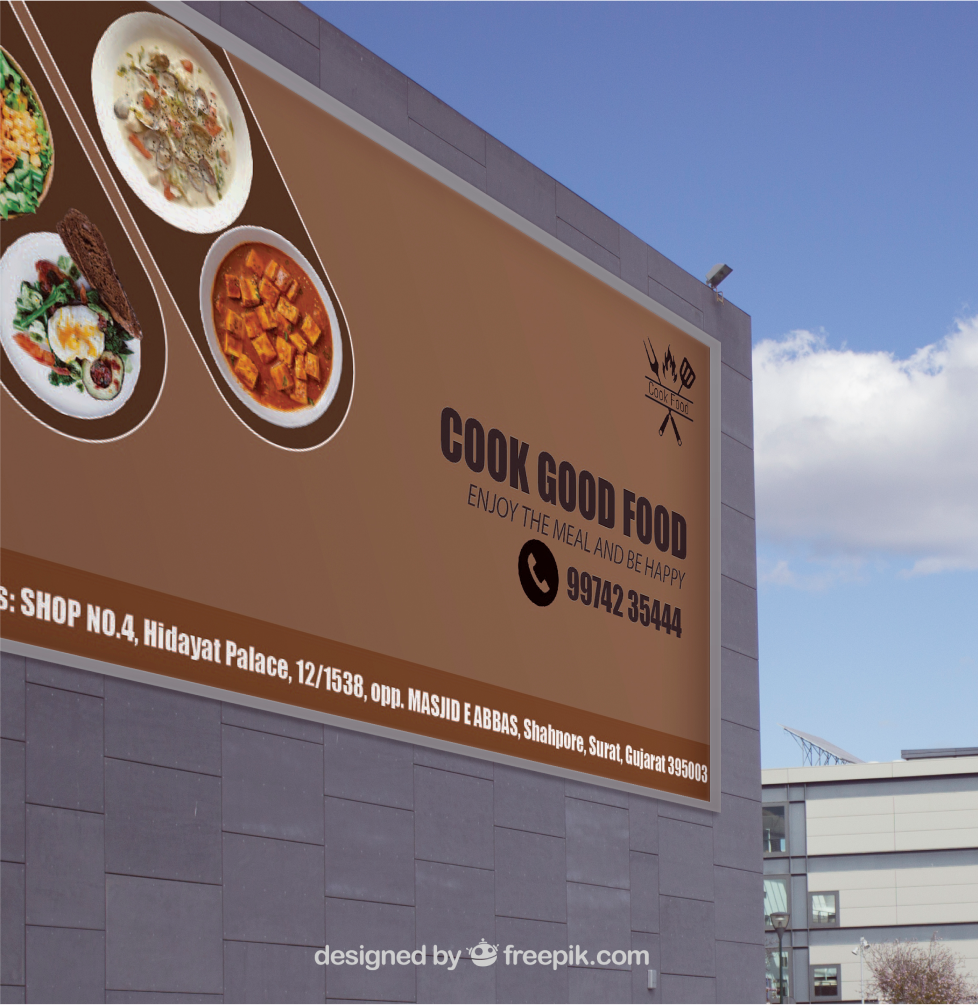 Cook Food
COOK GOOD FOOD
ENJOY THE MEAL AND BE HAPPY
99742 35444
s: SHOP NO.4, Hidayat Palace, 12/1538, opp. MASJID E ABBAS, Shahpore, Surat, Gujarat 395003
designed by freepik.com